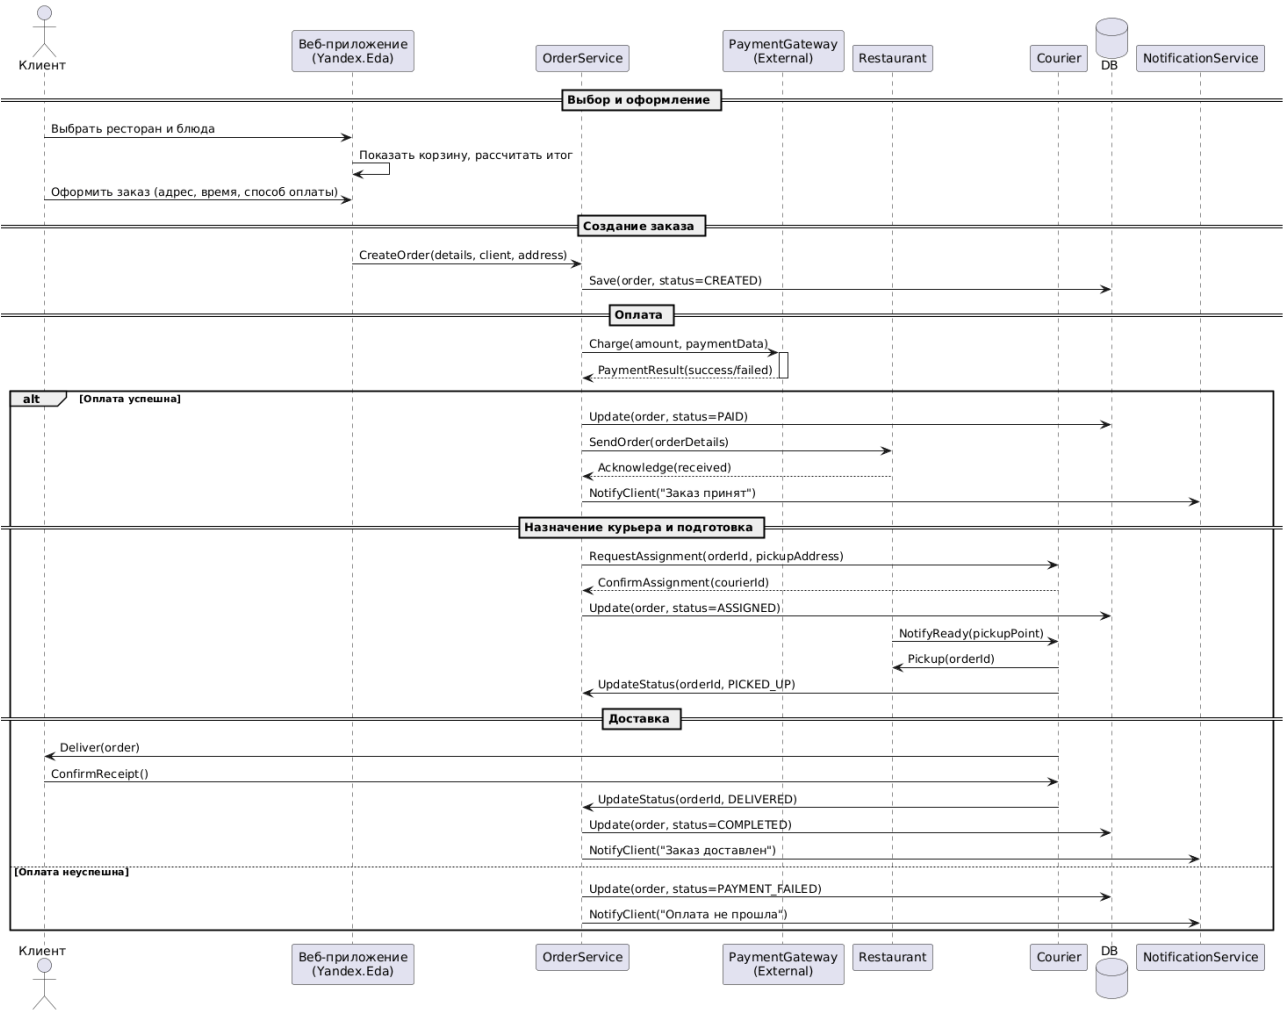 Клиент
Веб-приложение
(Yandex.Eda)
OrderService
PaymentGateway
(External)
Restaurant
Courier
DB
NotificationService
Выбор и оформление
Выбрать ресторан и блюда
Показать корзину, рассчитать итог
Оформить заказ (адрес, время, способ оплаты)
Создание заказа
CreateOrder(details, client, address)
Save(order, status=CREATED)
Оплата
Charge(amount, paymentData)
PaymentResult(success/failed)
alt
[Оплата успешна]
Update(order, status=PAID)
SendOrder(orderDetails)
Acknowledge(received)
NotifyClient("Заказ принят")
Назначение курьера и подготовка
RequestAssignment(orderId, pickupAddress)
ConfirmAssignment(courierId)
Update(order, status=ASSIGNED)
NotifyReady(pickupPoint)
Pickup(orderId)
UpdateStatus(orderId, PICKED_UP)
Доставка
Deliver(order)
ConfirmReceipt()
UpdateStatus(orderId, DELIVERED)
Update(order, status=COMPLETED)
NotifyClient("Заказ доставлен")
[Оплата неуспешна]
Update(order, status=PAYMENT_FAILED)
NotifyClient("Оплата не прошла")
Клиент
Веб-приложение
(Yandex.Eda)
OrderService
PaymentGateway
(External)
Restaurant
Courier
DB
NotificationService